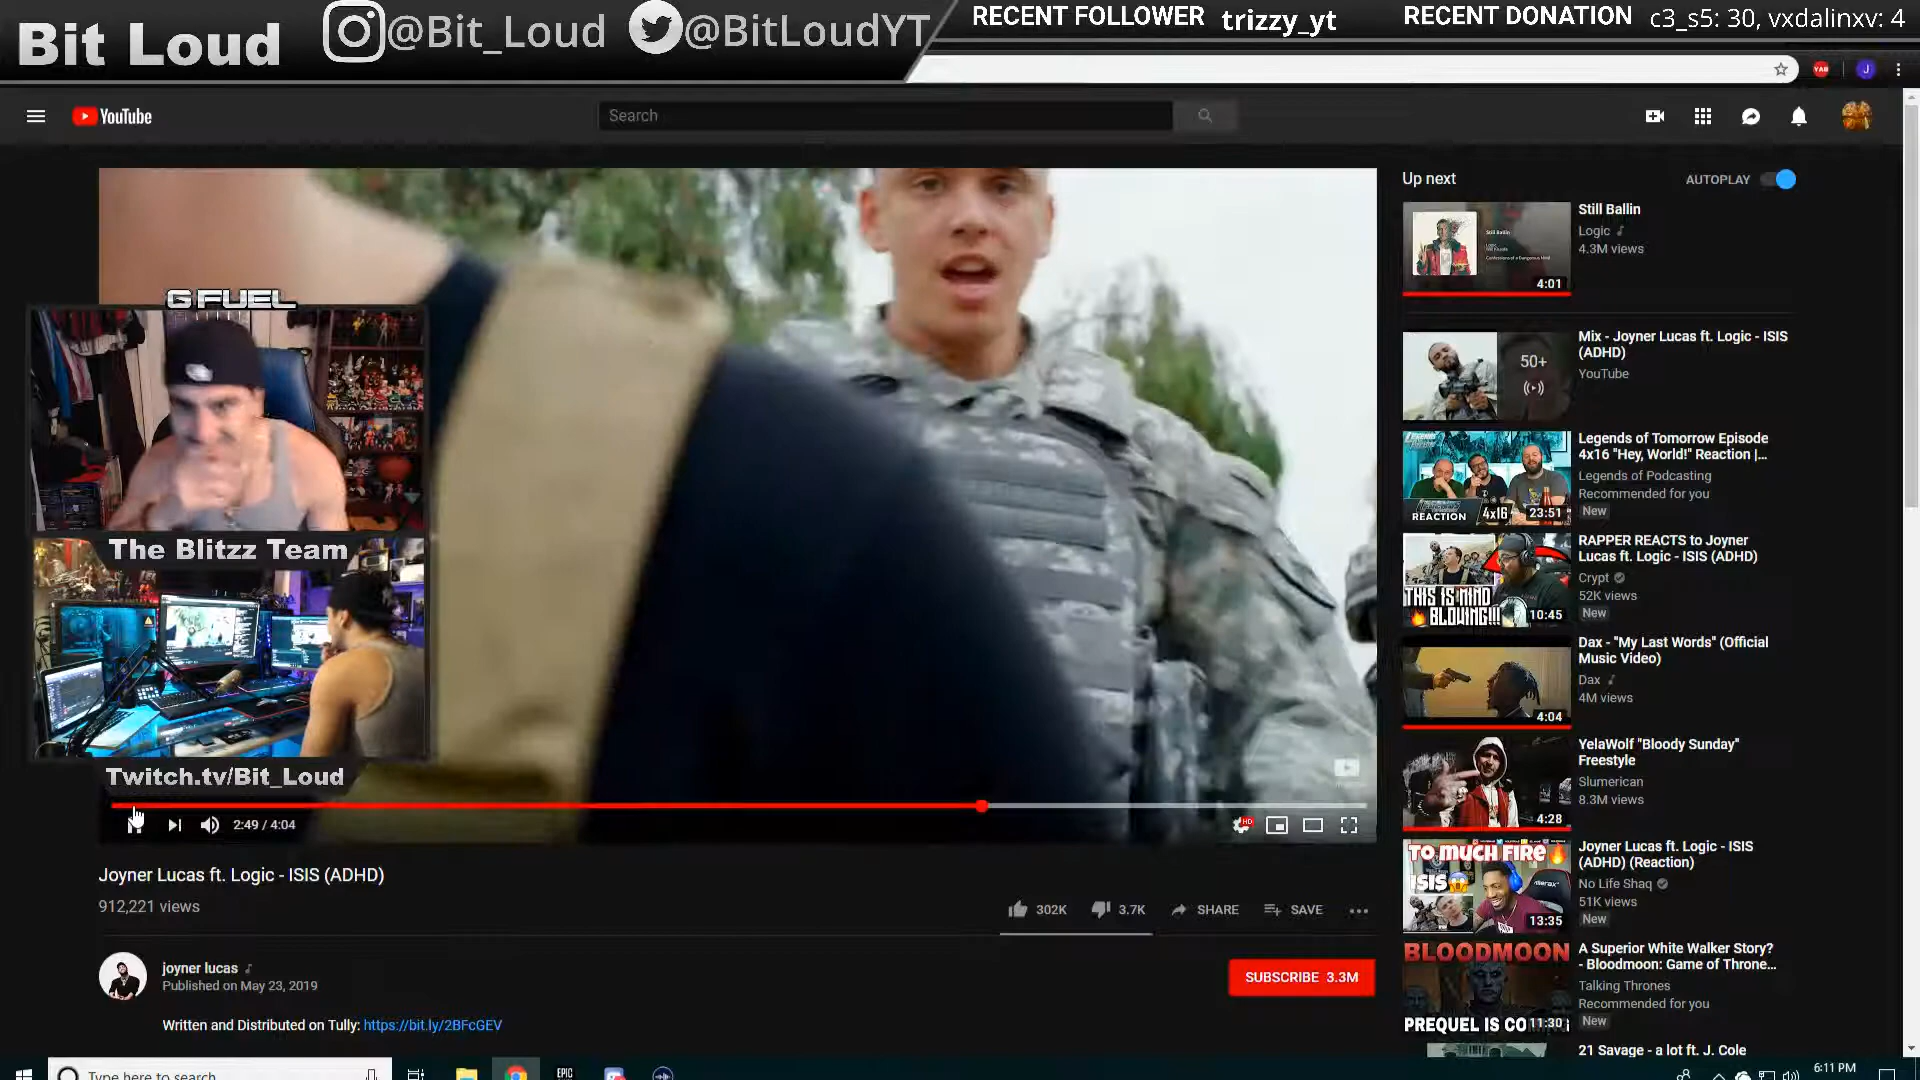 Bit Loud
@Bit_Loud
@BitLoudYT
RECENT FOLLOWER trizzy_yt
RECENT DONATION c3_s5: 30, vxdalinxv: 4
YouTube
Search
G FUEL
The Blitzz Team
Twitch.tv/Bit_Loud
2:49 / 4:04
HD
Joyner Lucas ft. Logic - ISIS (ADHD)
912,221 views
302K
3.7K
SHARE
SAVE
joyner lucas
Published on May 23, 2019
SUBSCRIBE 3.3M
Written and Distributed on Tully: https://bit.ly/2BFcGEV
Up next
AUTOPLAY
4:01
Still Ballin
Logic
4.3M views
50+
Mix - Joyner Lucas ft. Logic - ISIS
(ADHD)
YouTube
REACTION
4x16
23:51
Legends of Tomorrow Episode
4x16 "Hey, World!" Reaction |...
Legends of Podcasting
Recommended for you
New
THIS IS MIND
BLOWING!!!
10:45
RAPPER REACTS to Joyner
Lucas ft. Logic - ISIS (ADHD)
Crypt
52K views
New
4:04
Dax - "My Last Words" (Official
Music Video)
Dax
4M views
4:28
YelaWolf "Bloody Sunday"
Freestyle
Slumerican
8.3M views
TO MUCH FIRE
ISIS
13:35
Joyner Lucas ft. Logic - ISIS
(ADHD) (Reaction)
No Life Shaq
51K views
New
BLOODMOON
PREQUEL IS CO
11:30
A Superior White Walker Story?
- Bloodmoon: Game of Throne...
Talking Thrones
Recommended for you
New
21 Savage - a lot ft. J. Cole
Type here to search
EPIC
6:11 PM